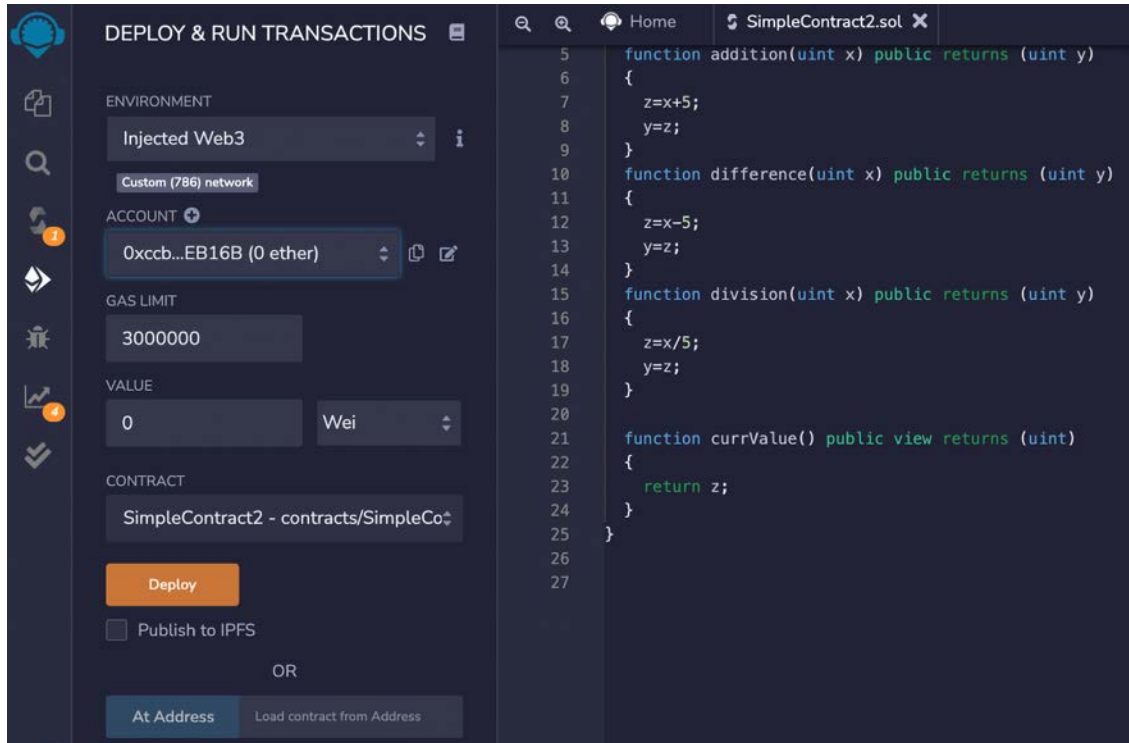 DEPLOY & RUN TRANSACTIONS
ENVIRONMENT
Injected Web3
i
Custom (786) network
ACCOUNT
0xccb...EB16B (0 ether)
1
GAS LIMIT
3000000
VALUE
0
Wei
4
CONTRACT
SimpleContract2 - contracts/SimpleCo
Deploy
Publish to IPFS
OR
At Address
Load contract from Address
Home
SimpleContract2.sol
5 function addition(uint x) public returns (uint y)
6 {
7 z=x+5;
8 y=z;
9 }
10 function difference(uint x) public returns (uint y)
11 {
12 z=x-5;
13 y=z;
14 }
15 function division(uint x) public returns (uint y)
16 {
17 z=x/5;
18 y=z;
19 }
20
21 function currValue() public view returns (uint)
22 {
23 return z;
24 }
25 }
26
27